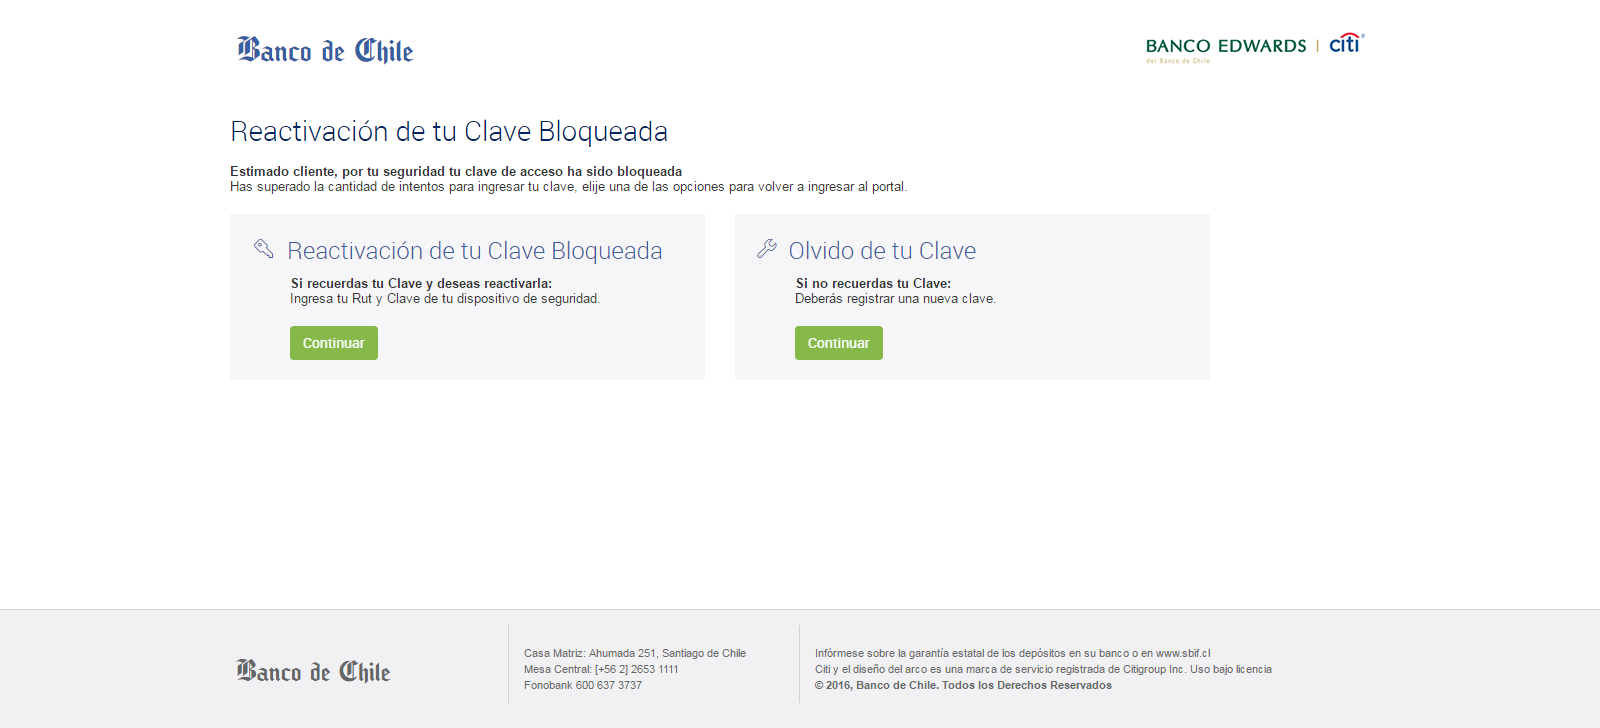 Banco de Chile
BANCO EDWARDS | citi®
del Banco de Chile
Reactivación de tu Clave Bloqueada
Estimado cliente, por tu seguridad tu clave de acceso ha sido bloqueada
Has superado la cantidad de intentos para ingresar tu clave, elije una de las opciones para volver a ingresar al portal.
Reactivación de tu Clave Bloqueada
Si recuerdas tu Clave y deseas reactivarla:
Ingresa tu Rut y Clave de tu dispositivo de seguridad.
Continuar
Olvido de tu Clave
Si no recuerdas tu Clave:
Deberás registrar una nueva clave.
Continuar
Banco de Chile
Casa Matriz: Ahumada 251, Santiago de Chile
Mesa Central: [+56 2] 2653 1111
Fonobank 600 637 3737
Infórmese sobre la garantía estatal de los depósitos en su banco o en www.sbif.cl
Citi y el diseño del arco es una marca de servicio registrada de Citigroup Inc. Uso bajo licencia
© 2016, Banco de Chile. Todos los Derechos Reservados